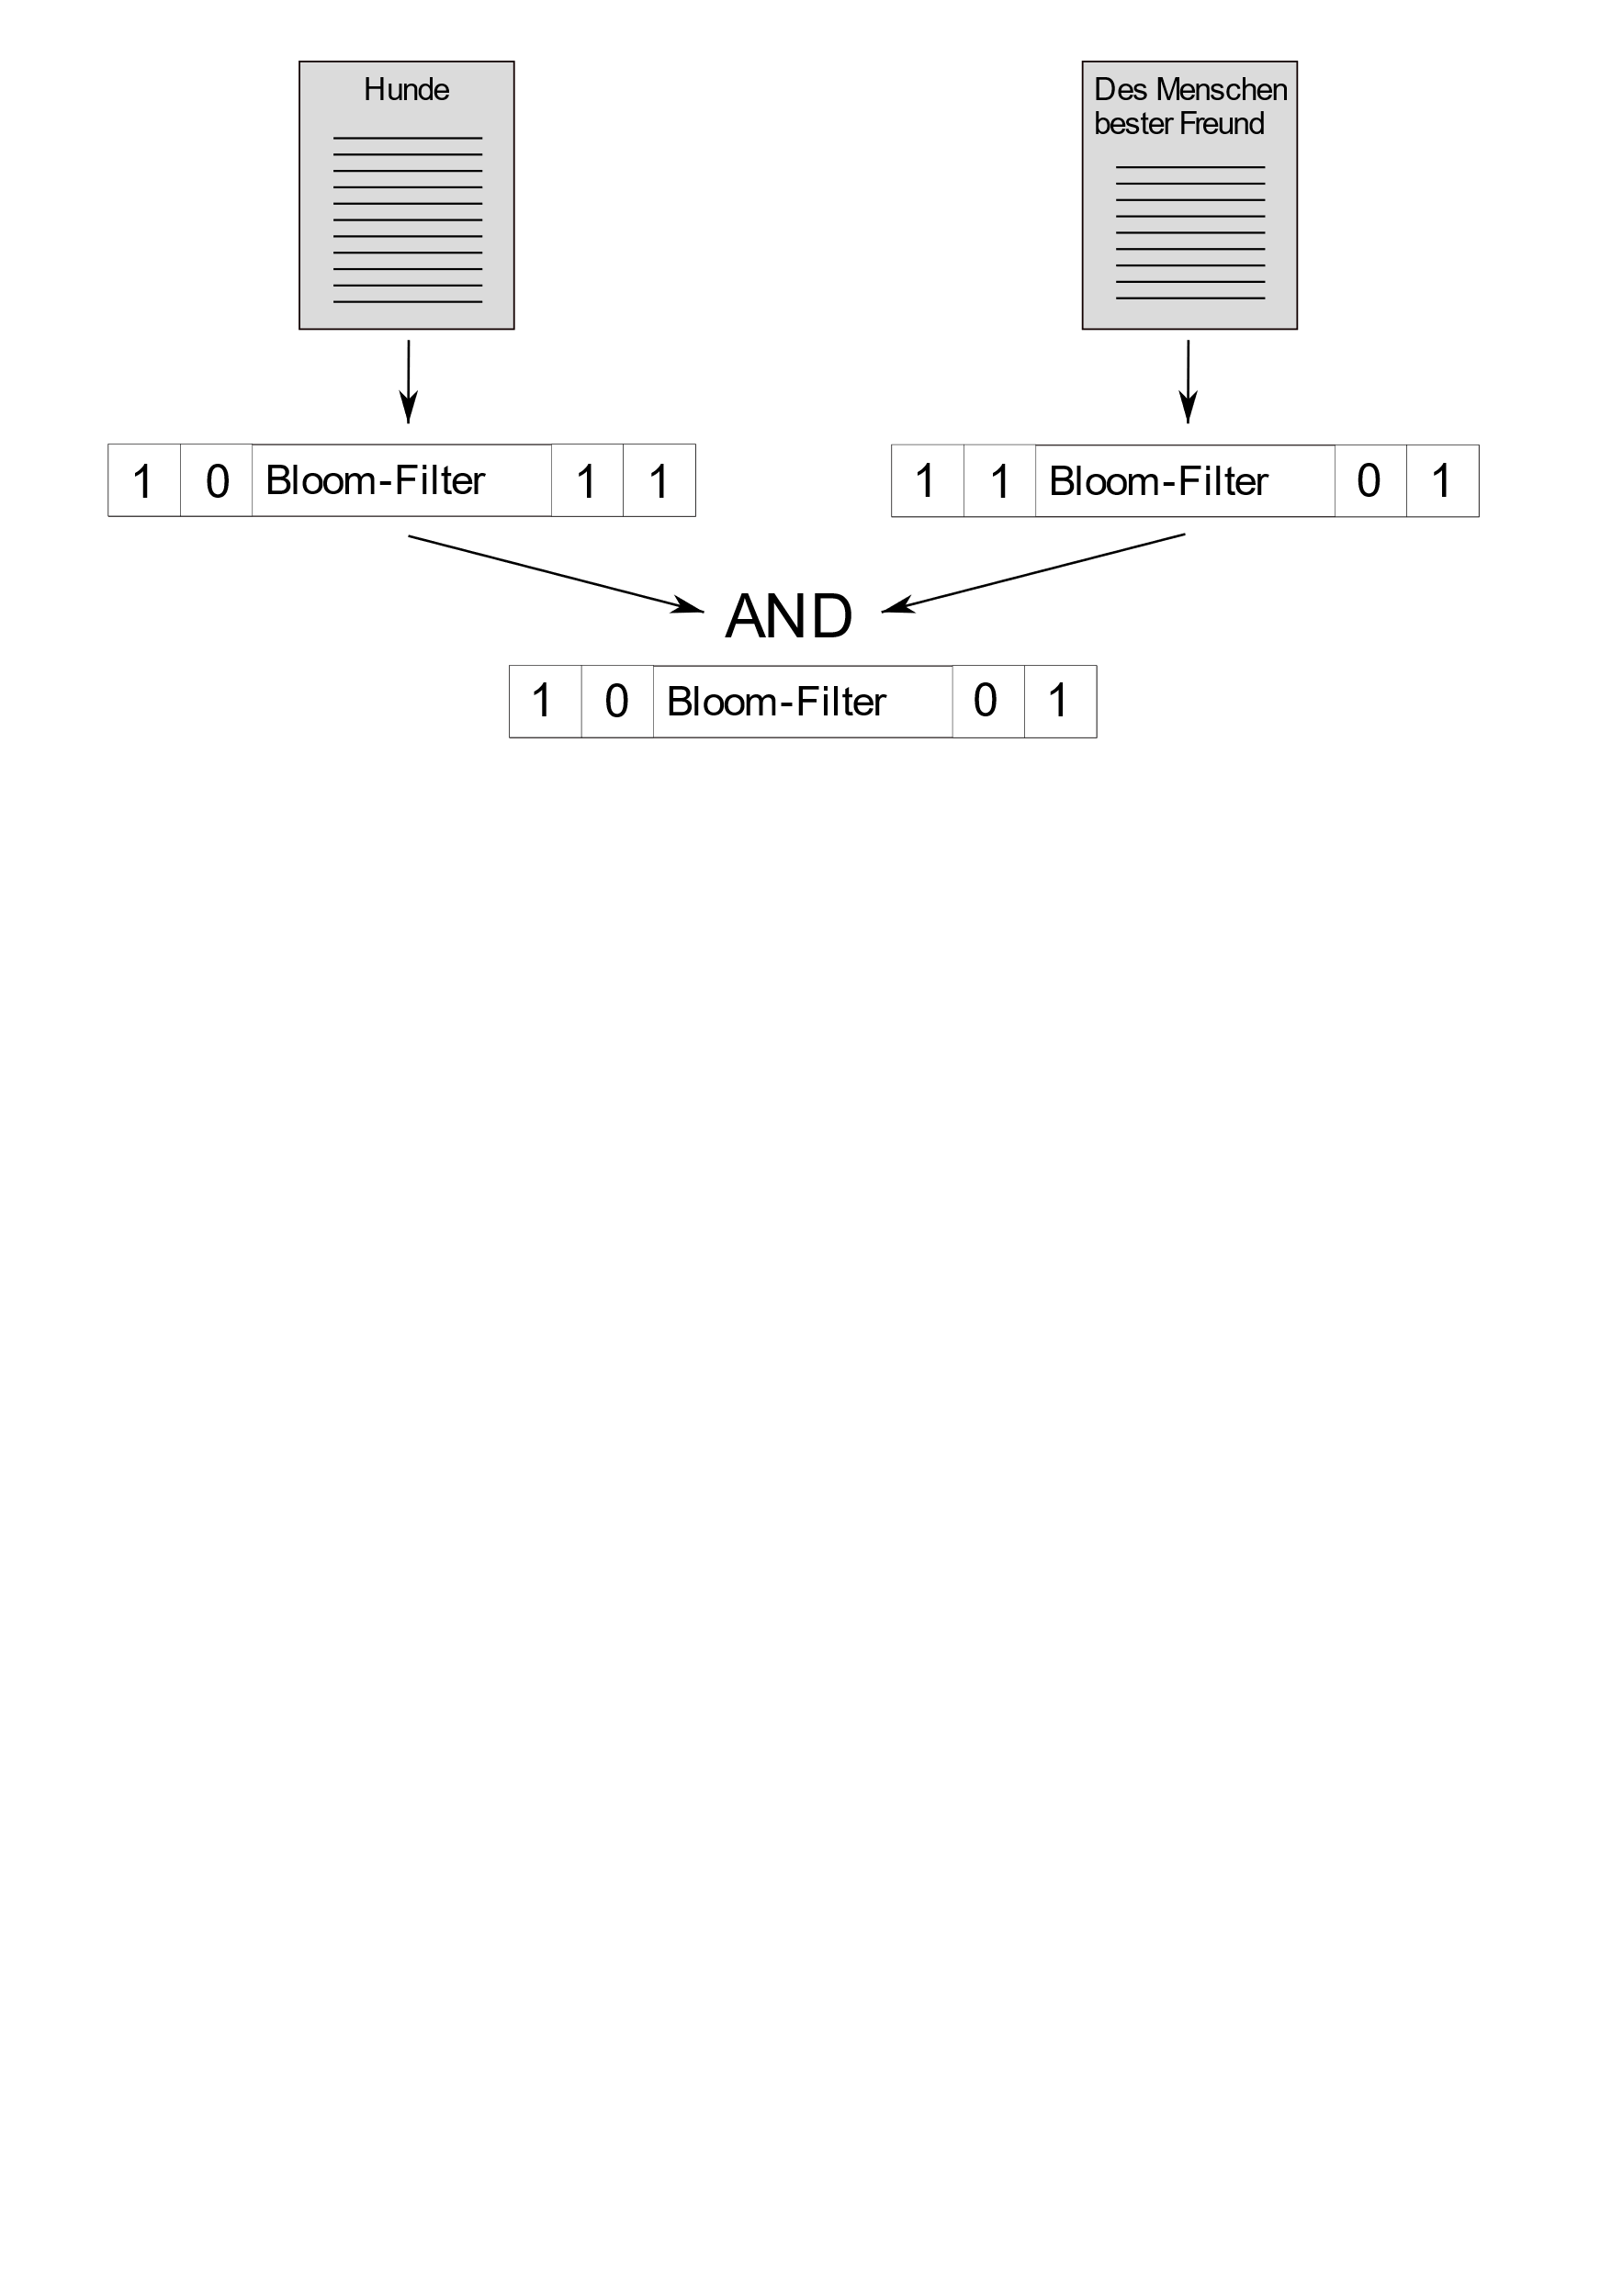 Hunde
Des Menschen
bester Freund
1 0 Bloom-Filter 1 1
1 1 Bloom-Filter 0 1
AND
1 0 Bloom-Filter 0 1